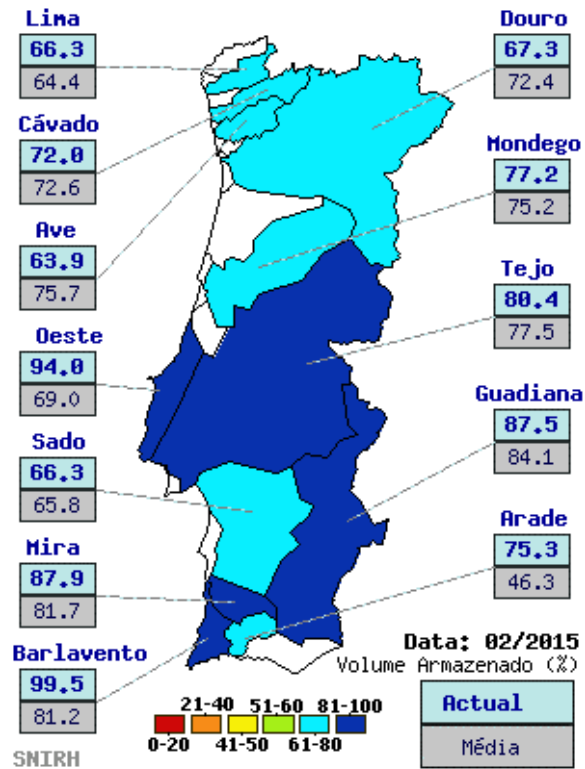 Lima
66.3
64.4
Cávado
72.0
72.6
Ave
63.9
75.7
Oeste
94.0
69.0
Sado
66.3
65.8
Mira
87.9
81.7
Barlavento
99.5
81.2
Douro
67.3
72.4
Mondego
77.2
75.2
Tejo
80.4
77.5
Guadiana
87.5
84.1
Arade
75.3
46.3
Data: 02/2015
Volume Armazenado (%)
Actual
Média
21-40 51-60 81-100
0-20 41-50 61-80
SNIRH